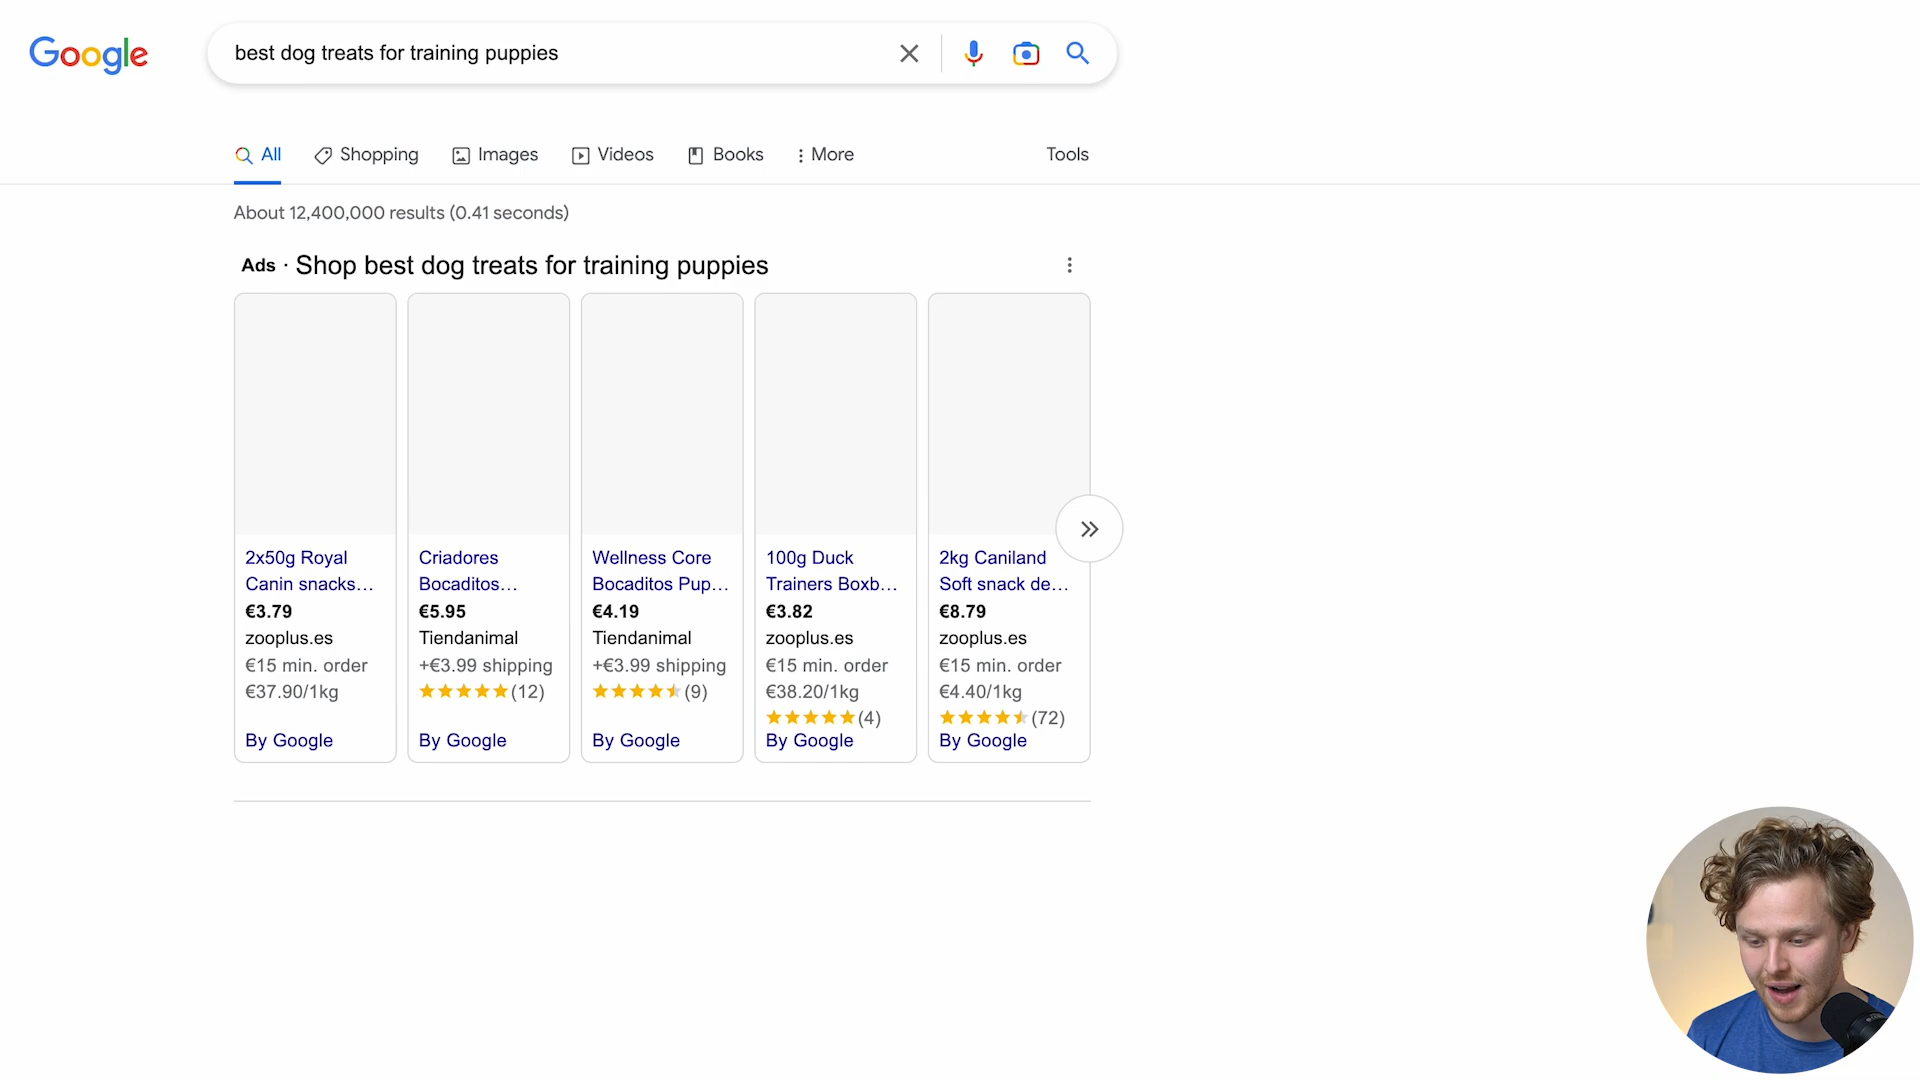 Google
best dog treats for training puppies
All
Shopping
Images
Videos
Books
More
Tools
About 12,400,000 results (0.41 seconds)
Ads · Shop best dog treats for training puppies
2x50g Royal
Canin snacks...
€3.79
zooplus.es
€15 min. order
€37.90/1kg
By Google
Criadores
Bocaditos...
€5.95
Tiendanimal
+€3.99 shipping
(12)
By Google
Wellness Core
Bocaditos Pup...
€4.19
Tiendanimal
+€3.99 shipping
(9)
By Google
100g Duck
Trainers Boxb...
€3.82
zooplus.es
€15 min. order
€38.20/1kg
(4)
By Google
2kg Caniland
Soft snack de...
€8.79
zooplus.es
€15 min. order
€4.40/1kg
(72)
By Google